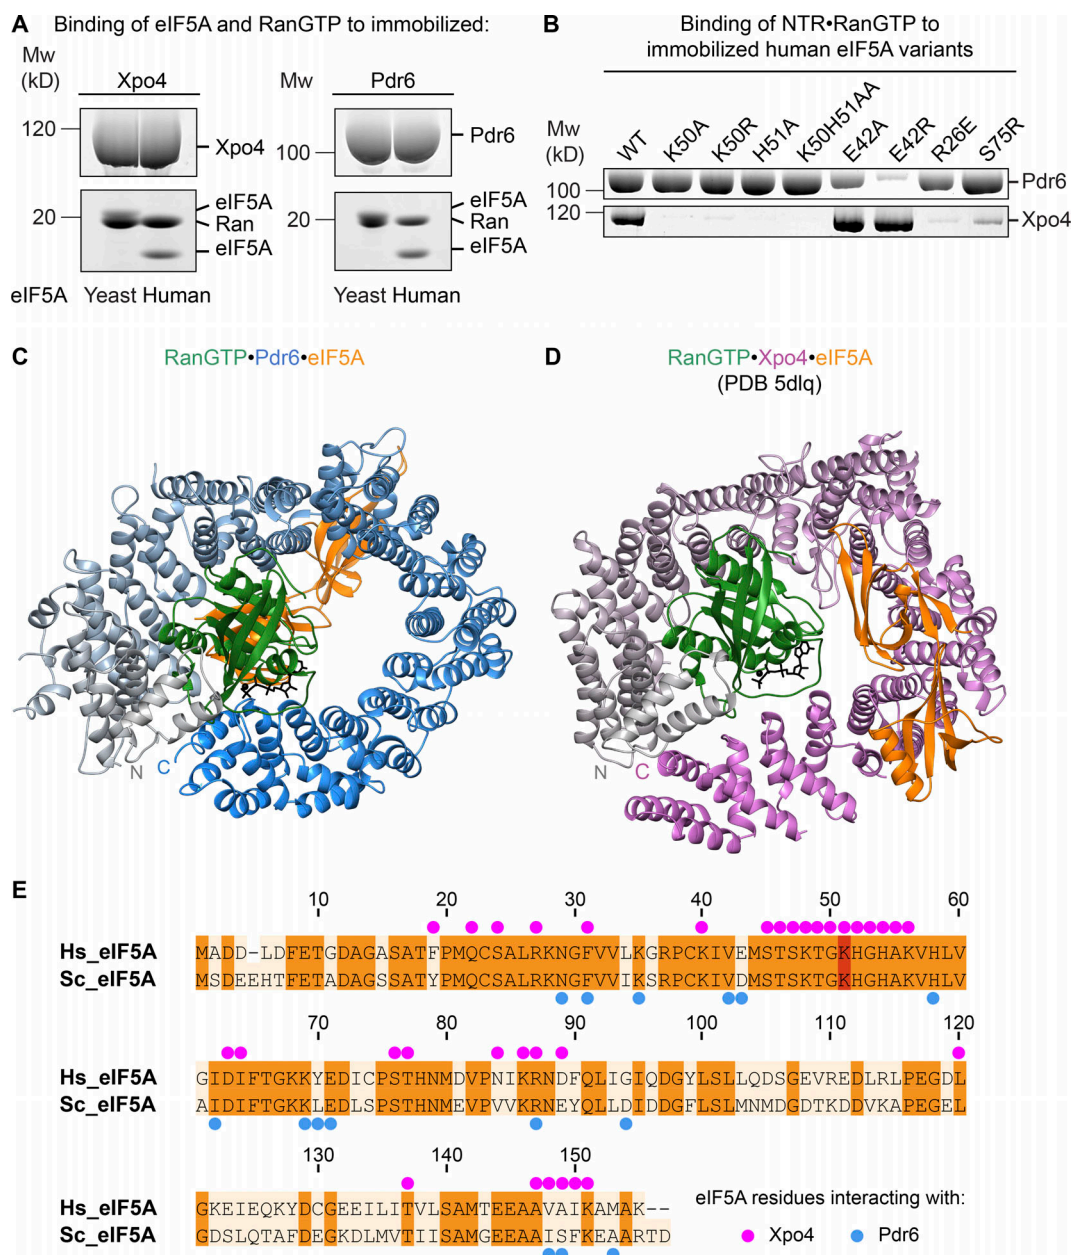 A Binding of eIF5A and RanGTP to immobilized:
Mw
(kD)
Xpo4
120
Xpo4
20
eIF5A
Ran
eIF5A
Mw
Pdr6
100
Pdr6
20
eIF5A
Ran
eIF5A
eIF5A Yeast Human Yeast Human
B Binding of NTR•RanGTP to
immobilized human eIF5A variants
Mw
(kD)
WT K50A K50R H51A K50H51AA E42A E42R R26E S75R
100 Pdr6
120 Xpo4
C RanGTP•Pdr6•eIF5A
N C
D RanGTP•Xpo4•eIF5A
(PDB 5dlq)
N C
E
10 20 30 40 50 60
Hs_eIF5A MADD-LDFETGDAGASATFPMQCSALRKNGFVVLKGRPCKIVEMSTSKTGKHGHAKVHLV
Sc_eIF5A MSDEEHTFETADAGSSATYPMQCSALRKNGFVVIKSRPCKIVDMSTSKTGKHGHAKVHLV
70 80 90 100 110 120
Hs_eIF5A GIDIFTGKKYEDICPSTHNMDVPNIKRNDFQLIGIQDGYLSLLQDSGEVREDLRLPEGDL
Sc_eIF5A AIDIFTGKKLEDLSPSTHNMEVPVVKRNEYQLLDIDDGFLSLMNMDGDTKDDVKAPEGEL
130 140 150
Hs_eIF5A GKEIEQKYDCGEEILITVLSAMTEEAAVAIKAMAK--
Sc_eIF5A GDSLQTAFDEGKDLMVTIISAMGEEAAISFKEAARTD
eIF5A residues interacting with:
Xpo4 Pdr6